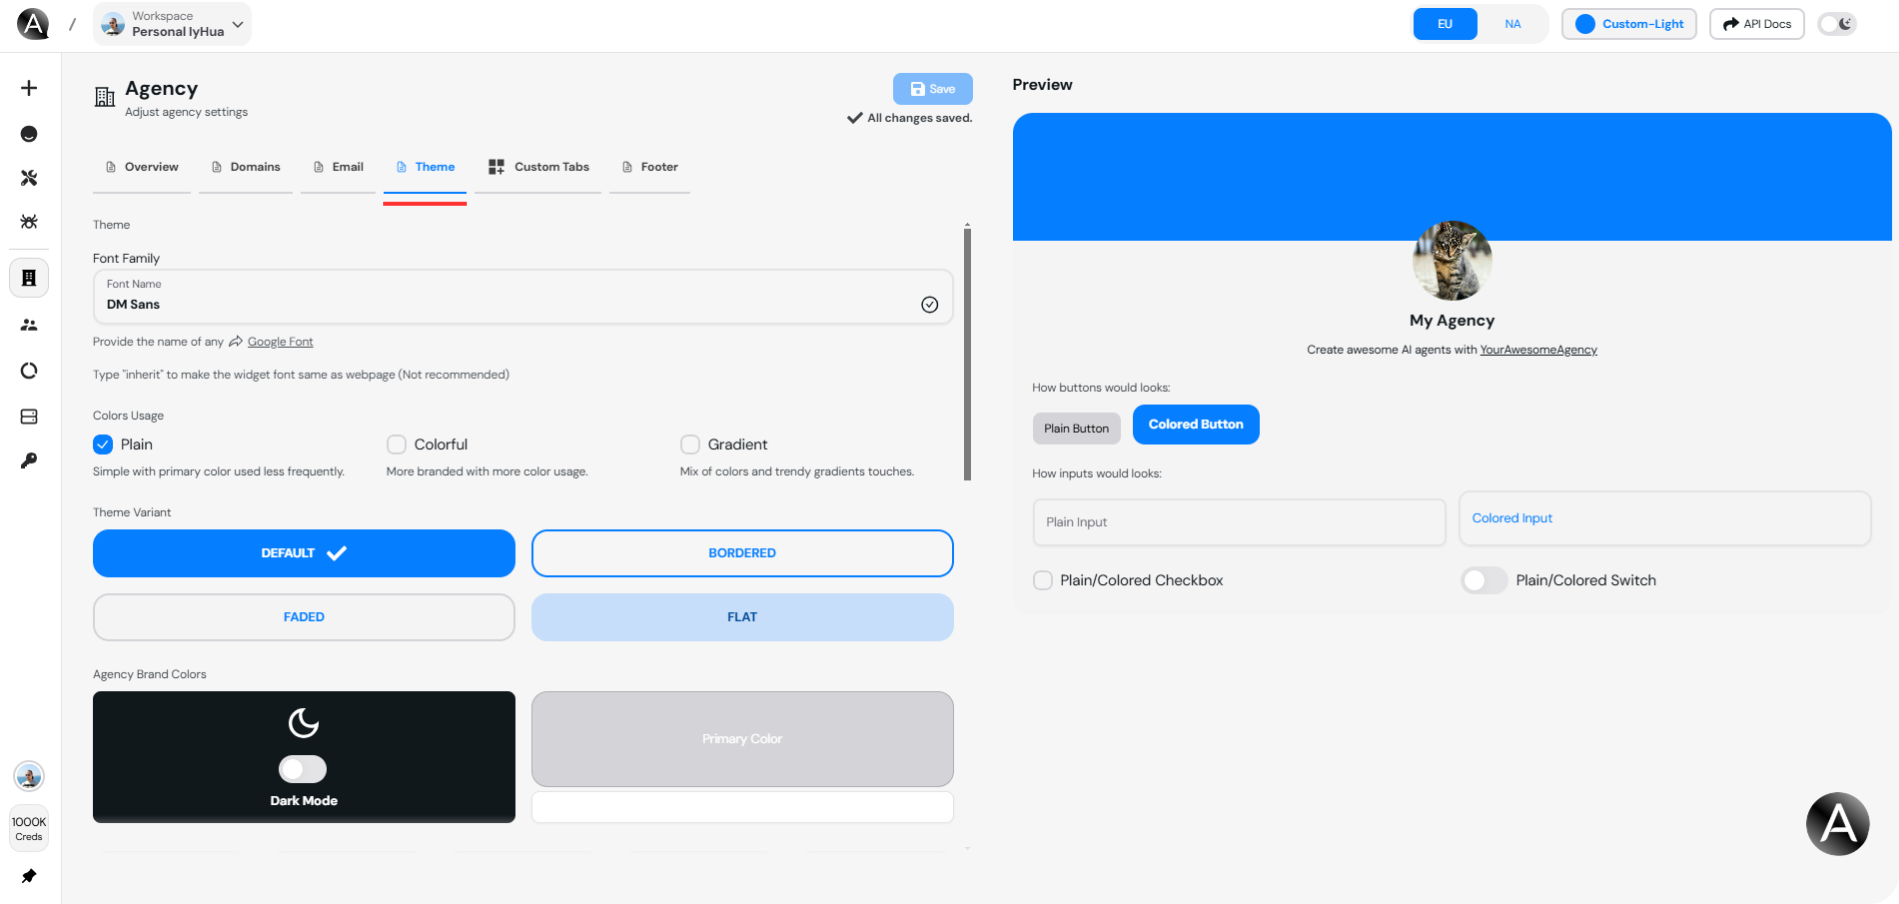 A
/
Workspace
Personal IyHua
EU
NA
Custom-Light
API Docs
Agency
Adjust agency settings
Save
All changes saved.
Overview
Domains
Email
Theme
Custom Tabs
Footer
Theme
Font Family
Font Name
DM Sans
Provide the name of any Google Font
Type "inherit" to make the widget font same as webpage (Not recommended)
Colors Usage
Plain
Simple with primary color used less frequently.
Colorful
More branded with more color usage.
Gradient
Mix of colors and trendy gradients touches.
Theme Variant
DEFAULT
BORDERED
FADED
FLAT
Agency Brand Colors
Dark Mode
Primary Color
1000K
Creds
Preview
My Agency
Create awesome AI agents with YourAwesomeAgency
How buttons would looks:
Plain Button
Colored Button
How inputs would looks:
Plain Input
Colored Input
Plain/Colored Checkbox
Plain/Colored Switch
A